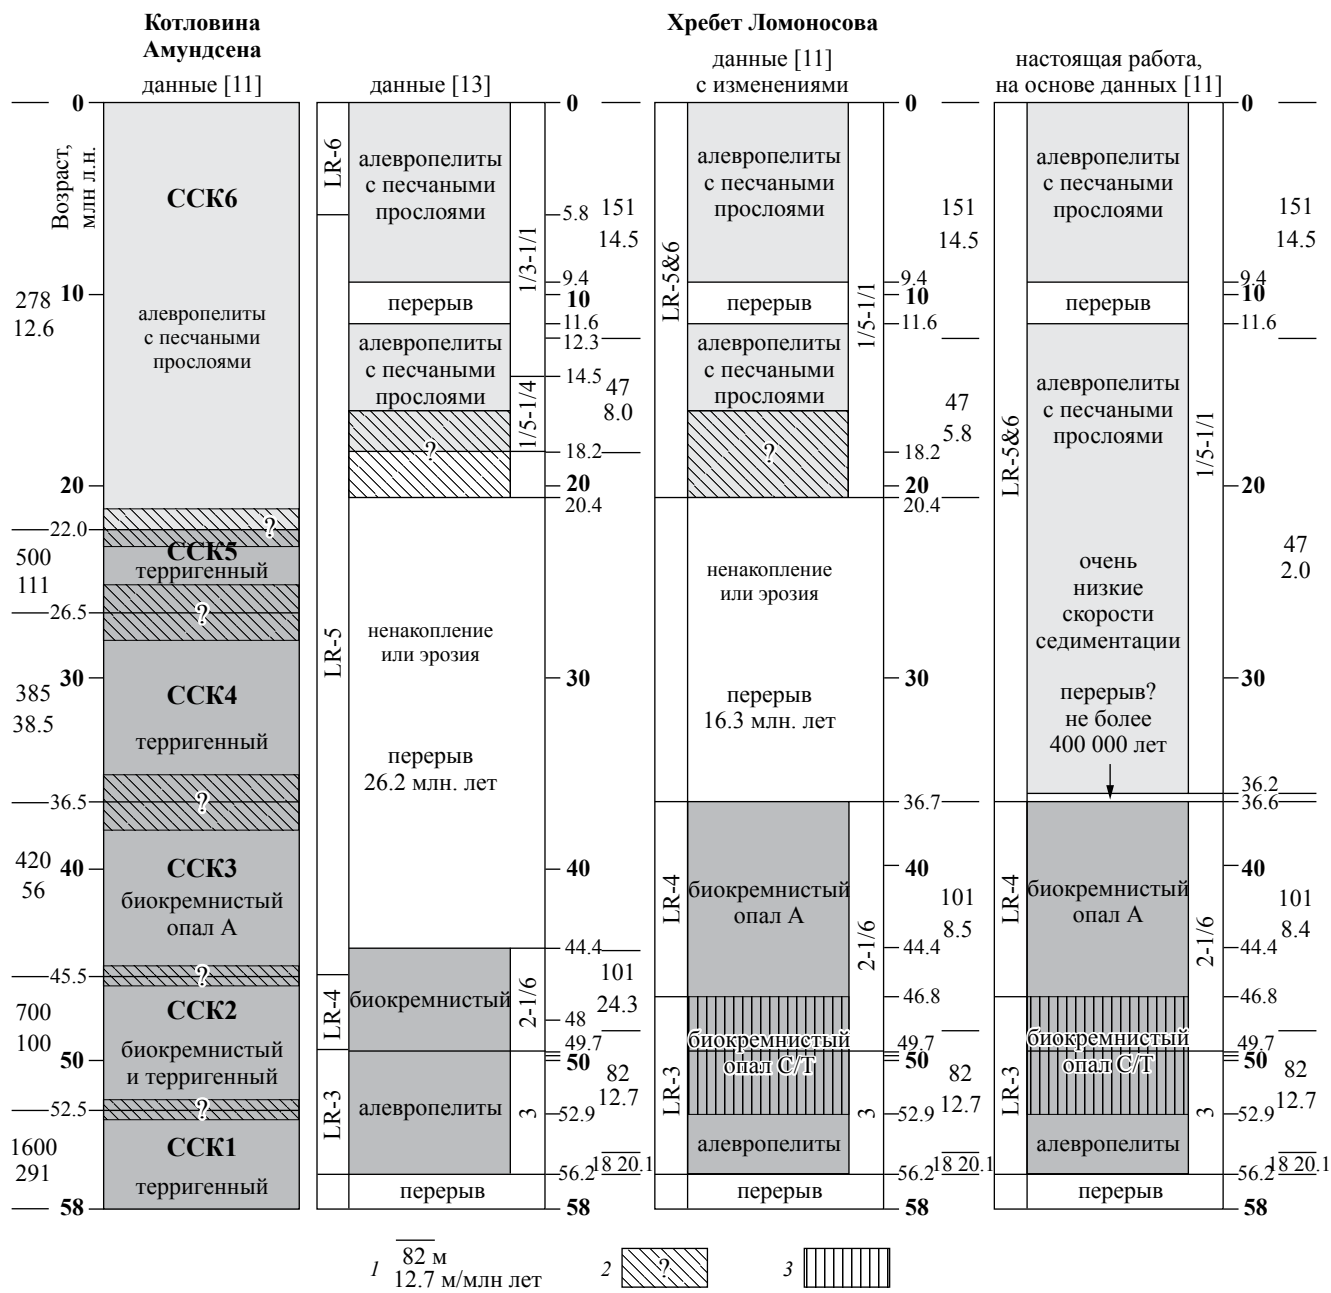 Котловина
Амундсена
данные [11]
данные [13]
Хребет Ломоносова
данные [11]
с изменениями
настоящая работа,
на основе данных [11]
Возраст,
млн л.н.
0
10
20
30
40
50
58
278
12.6
22.0
500
111
26.5
385
38.5
36.5
420
56
45.5
700
100
52.5
1600
291
ССК6
алевропелиты
с песчаными
прослоями
?
ССК5
терригенный
?
ССК4
терригенный
?
ССК3
биокремнистый
опал А
?
ССК2
биокремнистый
и терригенный
?
ССК1
терригенный
LR-6
LR-5
LR-4
LR-3
алевропелиты
с песчаными
прослоями
перерыв
алевропелиты
с песчаными
прослоями
?
ненакопление
или эрозия
перерыв
26.2 млн. лет
биокремнистый
алевропелиты
перерыв
1/3-1/1
1/5-1/4
2-1/6
3
0
5.8
9.4
10
11.6
12.3
14.5
18.2
20
20.4
30
40
44.4
48
49.7
50
52.9
56.2
58
151
14.5
47
8.0
101
24.3
82
12.7
18 20.1
LR-5&6
LR-4
LR-3
алевропелиты
с песчаными
прослоями
перерыв
алевропелиты
с песчаными
прослоями
?
ненакопление
или эрозия
перерыв
16.3 млн. лет
биокремнистый
опал А
биокремнистый
опал С/Т
алевропелиты
перерыв
1/5-1/1
2-1/6
3
0
9.4
10
11.6
18.2
20
20.4
30
36.7
40
44.4
46.8
49.7
50
52.9
56.2
58
151
14.5
47
5.8
101
8.5
82
12.7
18 20.1
LR-5&6
LR-4
LR-3
алевропелиты
с песчаными
прослоями
перерыв
алевропелиты
с песчаными
прослоями
очень
низкие
скорости
седиментации
перерыв?
не более
400 000 лет
биокремнистый
опал А
биокремнистый
опал С/Т
алевропелиты
перерыв
1/5-1/1
2-1/6
3
0
9.4
10
11.6
20
30
36.2
36.6
40
44.4
46.8
49.7
50
52.9
56.2
58
151
14.5
47
2.0
101
8.4
82
12.7
18 20.1
1 82 м
12.7 м/млн лет
2 ?
3